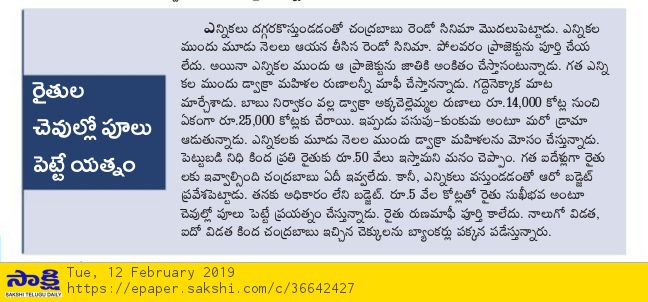 రైతుల
చెవుల్లో పూలు
పెట్టే యత్నం
ఎన్నికలు దగ్గరకొస్తుండడంతో చంద్రబాబు రెండో సినిమా మొదలుపెట్టాడు. ఎన్నికల
ముందు మూడు నెలలు ఆయన తీసిన రెండో సినిమా. పోలవరం ప్రాజెక్టును పూర్తి చేయ
లేదు. అయినా ఎన్నికల ముందు ఆ ప్రాజెక్టును జాతికి అంకితం చేస్తానంటున్నాడు. గత ఎన్ని
కల ముందు డ్వాక్రా మహిళల రుణాలన్నీ మాఫీ చేస్తానన్నాడు. గద్దెనెక్కాక మాట
మార్చేశాడు. బాబు నిర్వాకం వల్ల డ్వాక్రా అక్కచెల్లెమ్మల రుణాలు రూ.14,000 కోట్ల నుంచి
ఏకంగా రూ.25,000 కోట్లకు చేరాయి. ఇప్పుడు పసుపు–కుంకుమ అంటూ మరో డ్రామా
ఆడుతున్నాడు. ఎన్నికలకు మూడు నెలల ముందు డ్వాక్రా మహిళలను మోసం చేస్తున్నాడు.
పెట్టుబడి నిధి కింద ప్రతి రైతుకు రూ.50 వేలు ఇస్తామని మనం చెప్పాం. గత ఐదేళ్లుగా రైతు
లకు ఇవ్వాల్సింది చంద్రబాబు ఏదీ ఇవ్వలేదు. కానీ, ఎన్నికలు వస్తుండడంతో ఆరో బడ్జెట్
ప్రవేశపెట్టాడు. తనకు అధికారం లేని బడ్జెట్. రూ.5 వేల కోట్లతో రైతు సుఖీభవ అంటూ
చెవుల్లో పూలు పెట్టే ప్రయత్నం చేస్తున్నాడు. రైతు రుణమాఫీ పూర్తి కాలేదు. నాలుగో విడత,
ఐదో విడత కింద చంద్రబాబు ఇచ్చిన చెక్కులను బ్యాంకర్లు పక్కన పడేస్తున్నారు.
సాక్షి
SAKSHI TELUGU DAILY
Tue, 12 February 2019
https://epaper.sakshi.com/c/36642427